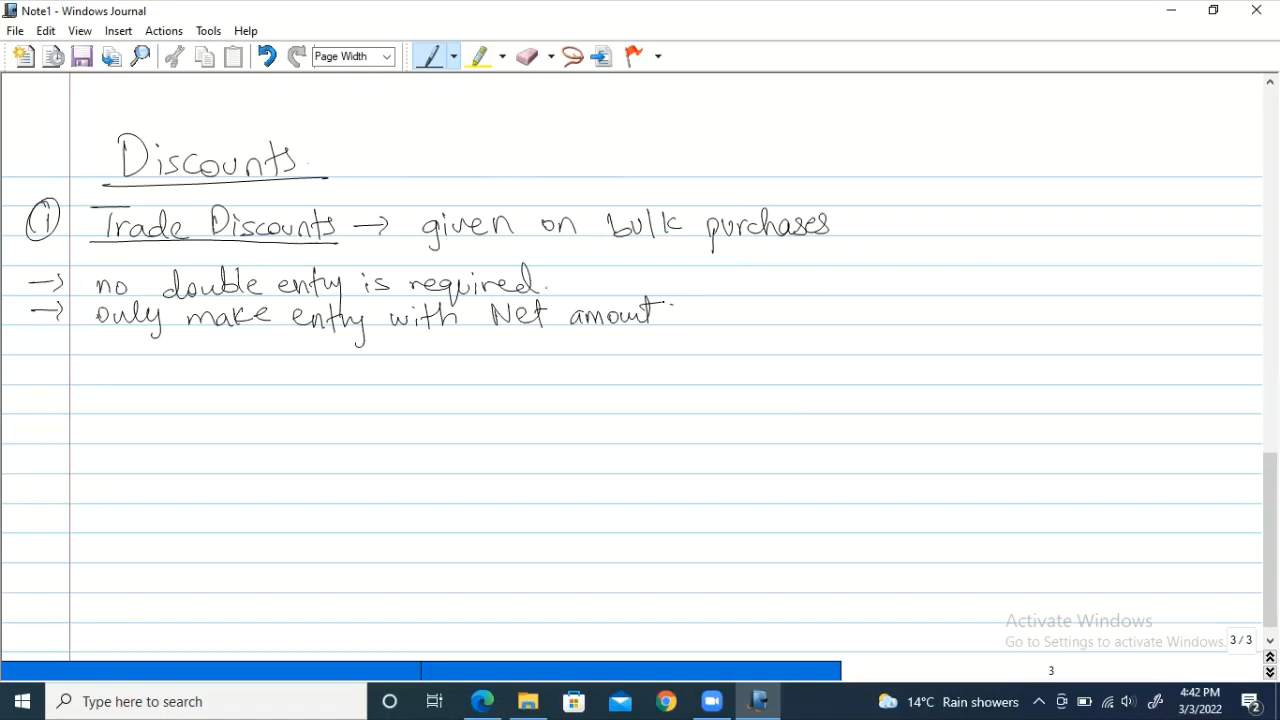 Note1 - Windows Journal
File Edit View Insert Actions Tools Help
Page Width
Discounts
① Trade Discounts → given on bulk purchases
→ no double entry is required.
→ only make entry with Net amount
Activate Windows
Go to Settings to activate Windows.
3 / 3
3
Type here to search
14°C Rain showers
4:42 PM
3/3/2022
2